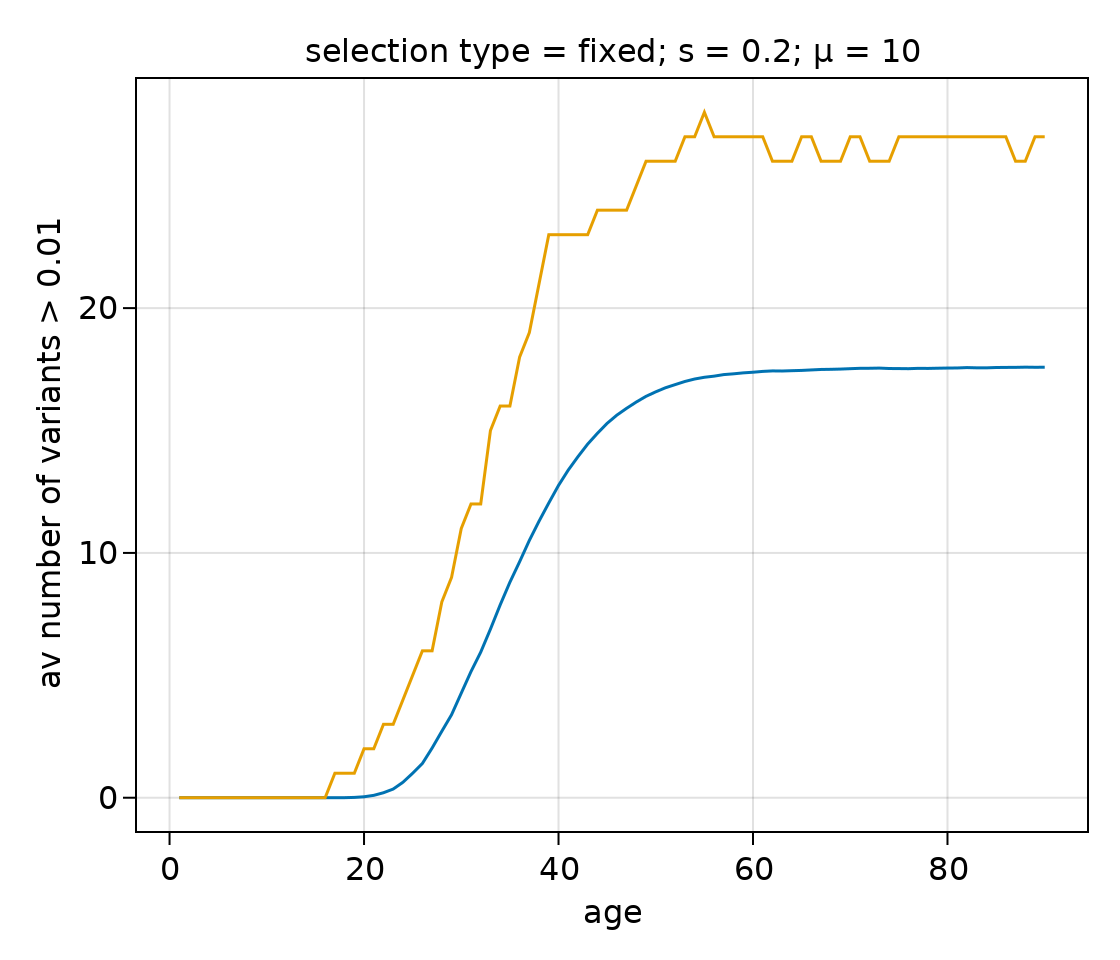 selection type = fixed; s = 0.2; μ = 10
av number of variants > 0.01
20
10
0
0 20 40 60 80
age